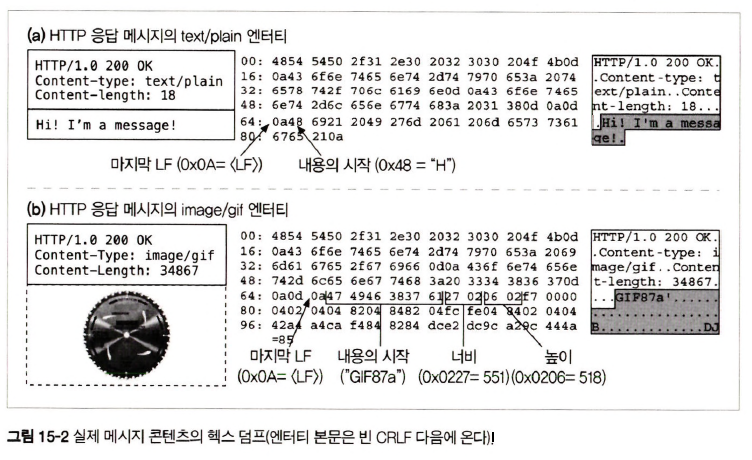 (a) HTTP 응답 메시지의 text/plain 엔터티
HTTP/1.0 200 OK
Content-type: text/plain
Content-length: 18
Hi! I'm a message!
00: 4854 5450 2f31 2e30 2032 3030 204f 4b0d
16: 0a43 6f6e 7465 6e74 2d74 7970 653a 2074
32: 6578 742f 706c 6169 6e0d 0a43 6f6e 7465
48: 6e74 2d6c 656e 6774 683a 2031 380d 0a0d
64: 0a48 6921 2049 276d 2061 206d 6573 7361
80: 6765 210a
HTTP/1.0 200 OK.
.Content-type: t
ext/plain..Conte
nt-length: 18...
.Hi! I'm a messa
ge!.
마지막 LF (0x0A= ⟨LF⟩)
내용의 시작 (0x48 = "H")
(b) HTTP 응답 메시지의 image/gif 엔터티
HTTP/1.0 200 OK
Content-Type: image/gif
Content-Length: 34867
00: 4854 5450 2f31 2e30 2032 3030 204f 4b0d
16: 0a43 6f6e 7465 6e74 2d74 7970 653a 2069
32: 6d61 6765 2f67 6966 0d0a 436f 6e74 656e
48: 742d 6c65 6e67 7468 3a20 3334 3836 370d
64: 0a0d 0a47 4946 3837 6127 0206 02f7 0000
80: 0402 0404 8204 8482 04fc fe04 8402 0404
96: 42a4 a4ca f484 8284 dce2 dc9c a29c 444a
=85
HTTP/1.0 200 OK.
.Content-type: i
mage/gif..Conten
t-length: 34867.
...GIF87a'......
................
B.............DJ
마지막 LF
(0x0A= ⟨LF⟩)
내용의 시작
("GIF87a")
너비
(0x0227= 551)
높이
(0x0206= 518)
그림 15-2 실제 메시지 콘텐츠의 헥스 덤프(엔터티 본문은 빈 CRLF 다음에 온다)!